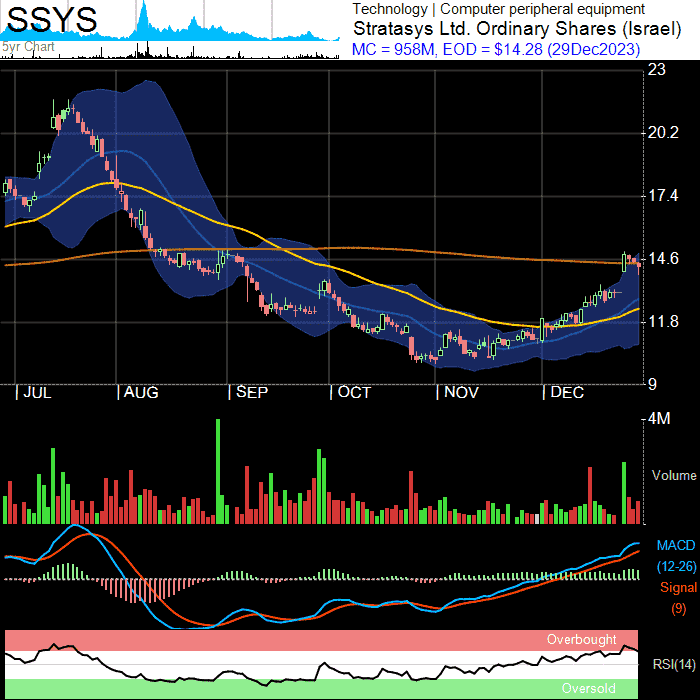 SSYS
Technology | Computer peripheral equipment
Stratasys Ltd. Ordinary Shares (Israel)
MC = 958M, EOD = $14.28 (29Dec2023)
5yr Chart
23
20.2
17.4
14.6
11.8
9
JUL AUG SEP OCT NOV DEC
4M
Volume
MACD
(12-26)
Signal
(9)
Overbought
RSI(14)
Oversold